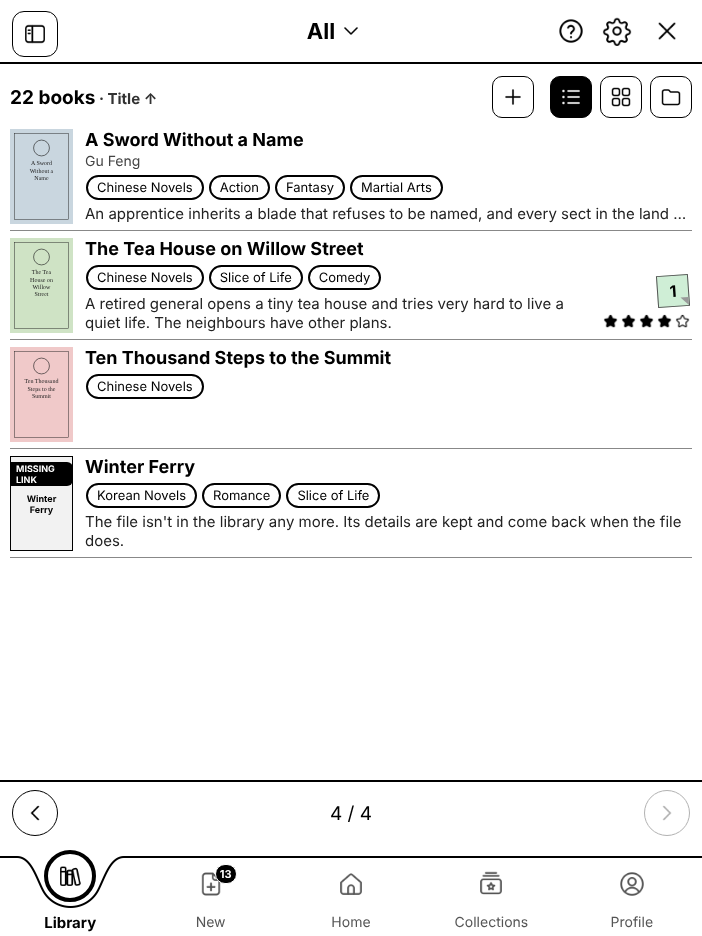 All
22 books · Title ↑
A Sword
Without a
Name
A Sword Without a Name
Gu Feng
Chinese Novels Action Fantasy Martial Arts
An apprentice inherits a blade that refuses to be named, and every sect in the land ...
The Tea
House on
Willow
Street
The Tea House on Willow Street
Chinese Novels Slice of Life Comedy
A retired general opens a tiny tea house and tries very hard to live a
quiet life. The neighbours have other plans.
1
Ten Thousand
Steps to the
Summit
Ten Thousand Steps to the Summit
Chinese Novels
MISSING
LINK
Winter
Ferry
Winter Ferry
Korean Novels Romance Slice of Life
The file isn't in the library any more. Its details are kept and come back when the file
does.
4 / 4
13
Library New Home Collections Profile